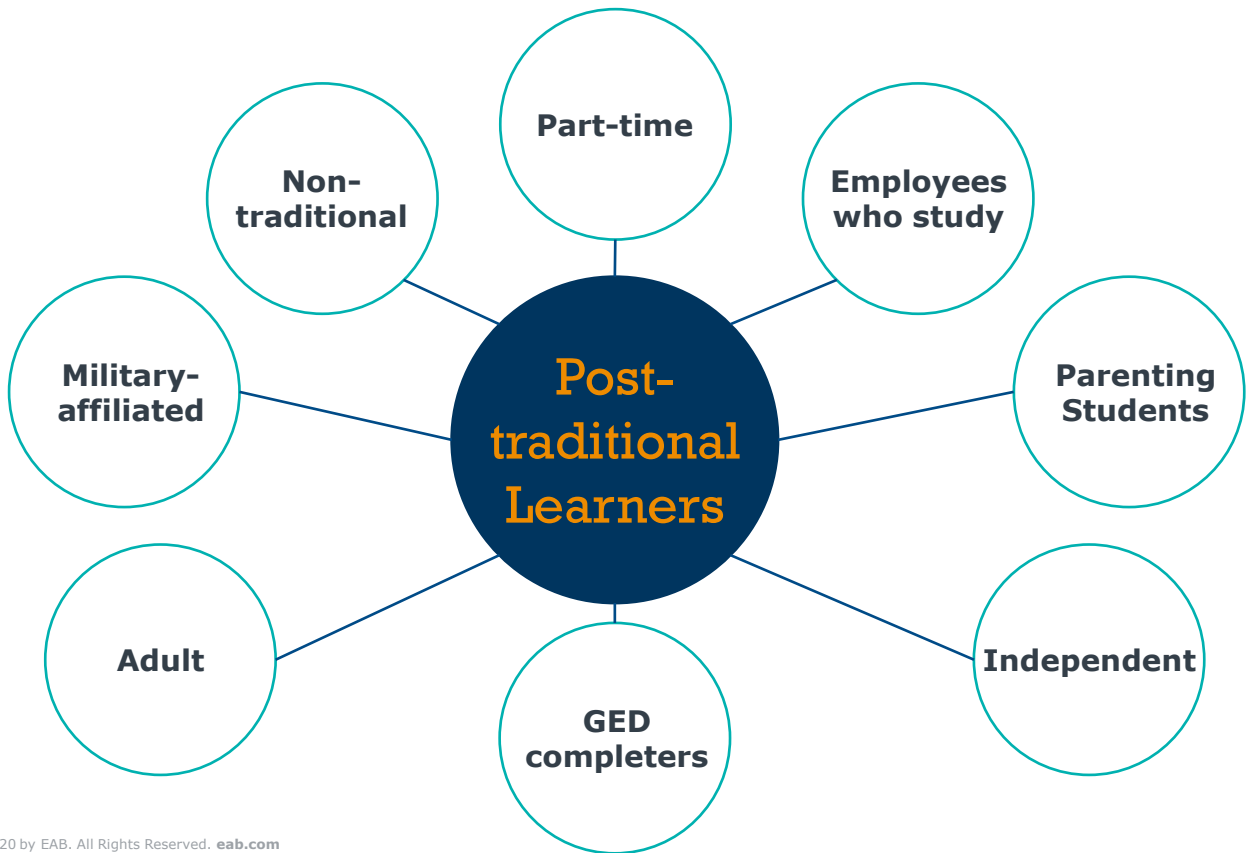 Part-time
Non-
traditional
Employees
who study
Military-
affiliated
Parenting
Students
Post-
traditional
Learners
Adult
Independent
GED
completers
20 by EAB. All Rights Reserved. eab.com